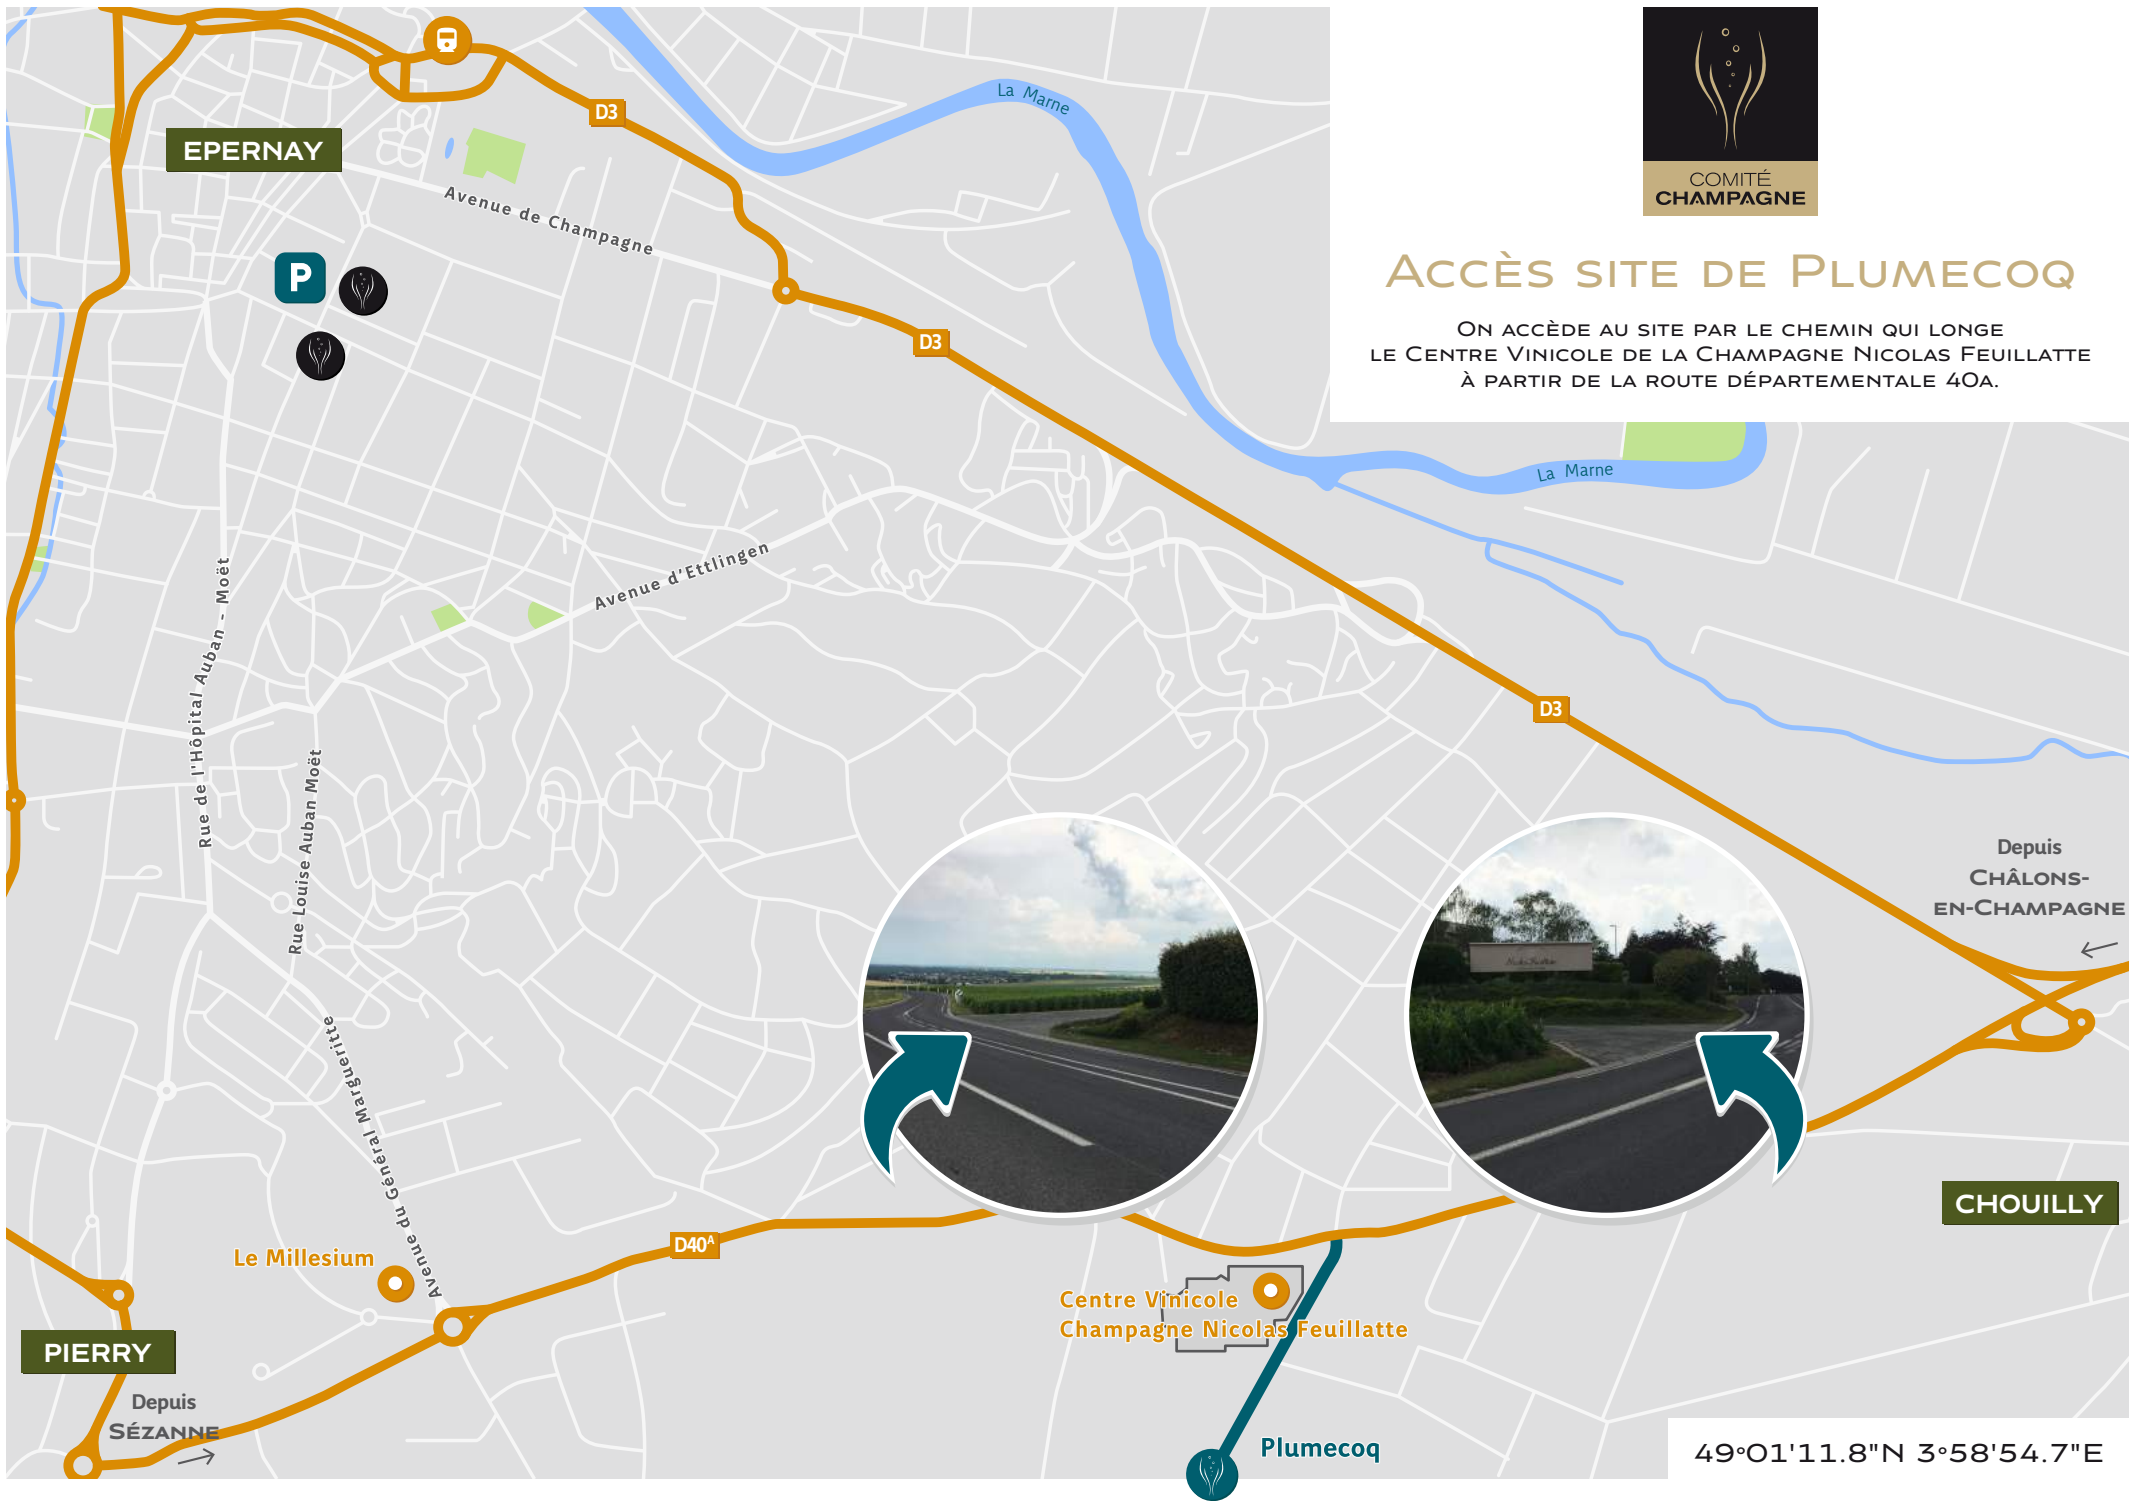 COMITÉ
CHAMPAGNE
ACCÈS SITE DE PLUMECOQ
ON ACCÈDE AU SITE PAR LE CHEMIN QUI LONGE
LE CENTRE VINICOLE DE LA CHAMPAGNE NICOLAS FEUILLATTE
À PARTIR DE LA ROUTE DÉPARTEMENTALE 40A.
La Marne
D3
EPERNAY
Avenue de Champagne
P
D3
La Marne
Avenue d'Ettlingen
Rue de l'Hôpital Auban - Moët
D3
Rue Louise Auban Moët
Depuis
CHÂLONS-
EN-CHAMPAGNE
Avenue du Général Margueritte
CHOUILLY
D40A
Le Millesium
Centre Vinicole
Champagne Nicolas Feuillatte
PIERRY
Depuis
SÉZANNE
Plumecoq
49°01'11.8"N 3°58'54.7"E